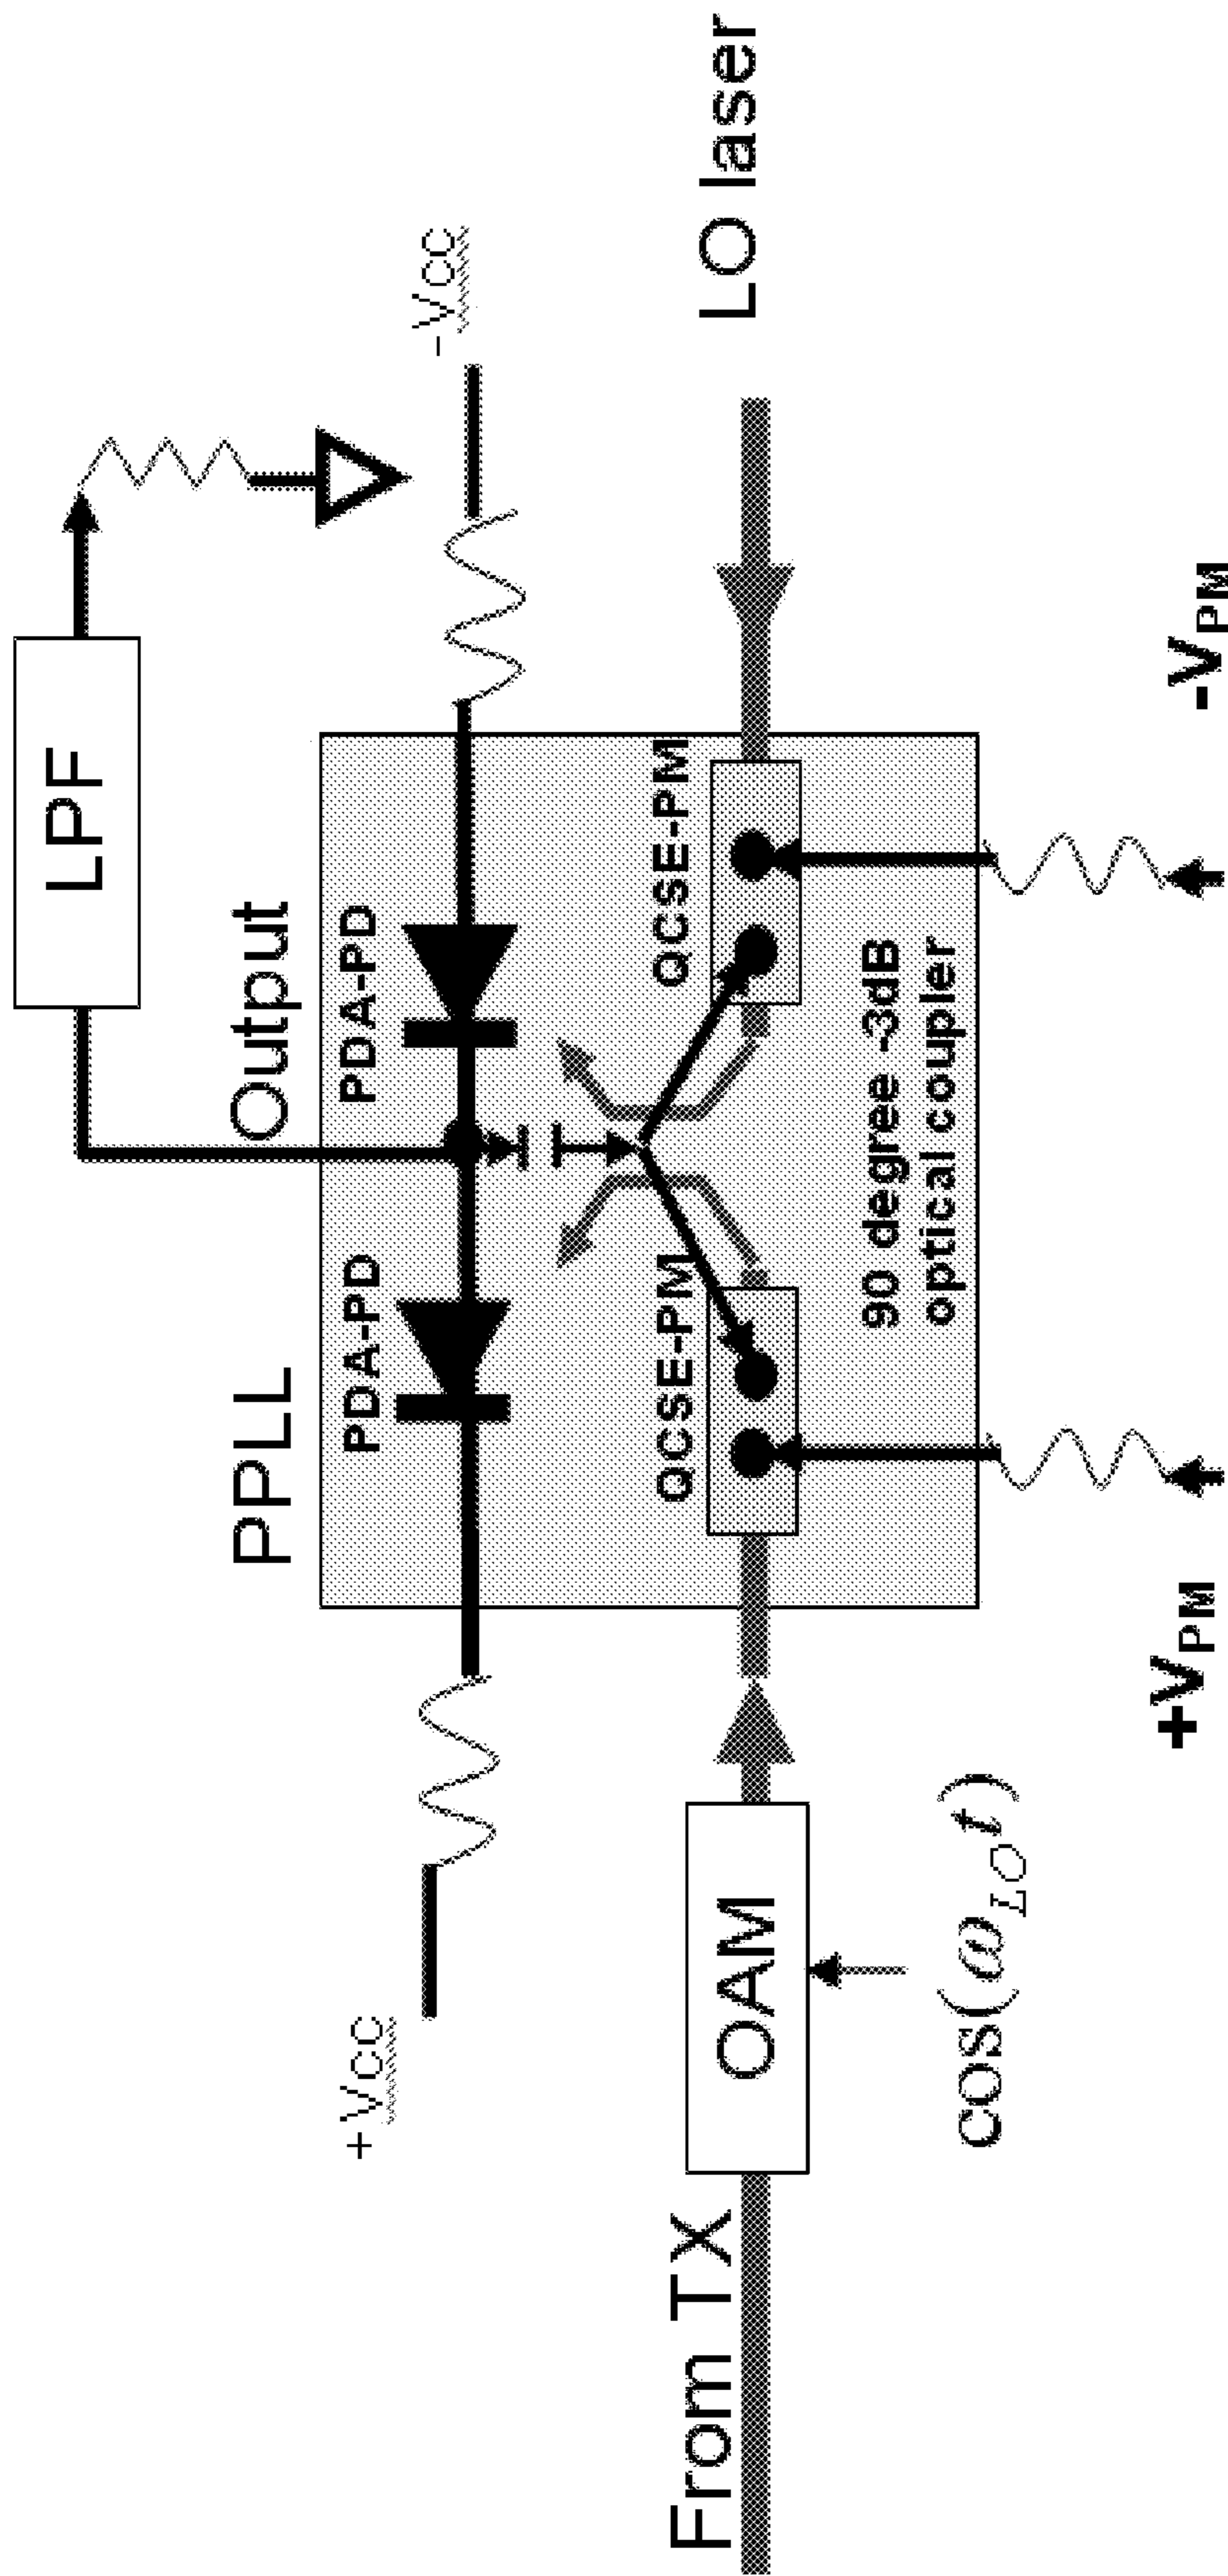 LPF
Output
PPLL
PDA-PD
PDA-PD
+Vcc
-Vcc
QCSE-PM
QCSE-PM
From TX
OAM
LO laser
90 degree -3dB
optical coupler
cos(ω_LO t)
+V_PM
-V_PM